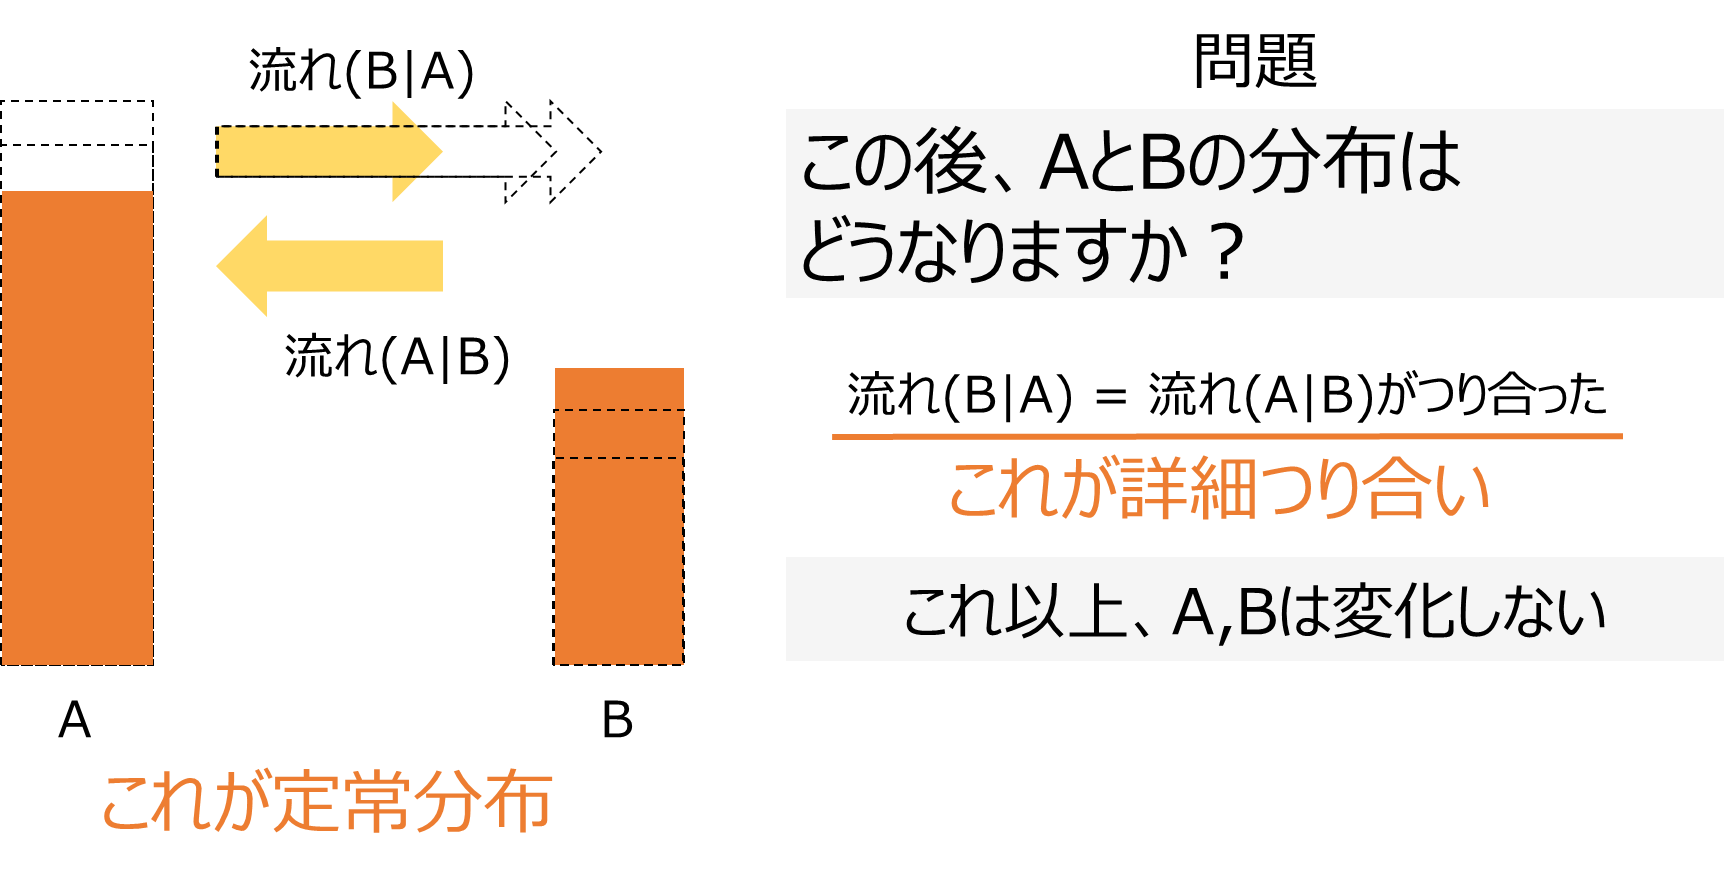 流れ(B|A)
流れ(A|B)
A
B
これが定常分布
問題
この後、AとBの分布は
どうなりますか？
流れ(B|A) = 流れ(A|B)がつり合った
これが詳細つり合い
これ以上、A,Bは変化しない